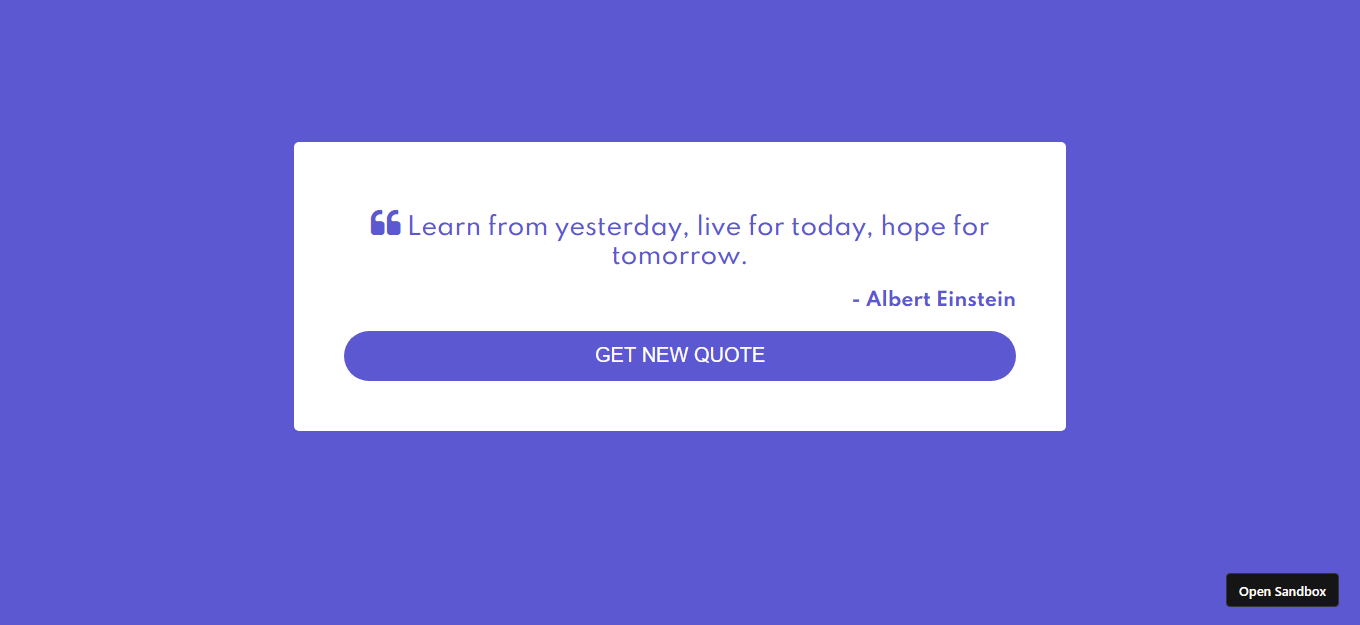 ❝ Learn from yesterday, live for today, hope for
tomorrow.
- Albert Einstein
GET NEW QUOTE
Open Sandbox